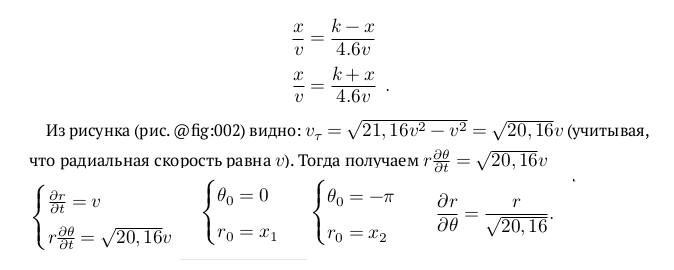 $\frac{x}{v} = \frac{k-x}{4.6v}$
$\frac{x}{v} = \frac{k+x}{4.6v}$ .
Из рисунка (рис. @fig:002) видно: $v_\tau = \sqrt{21,16v^2 - v^2} = \sqrt{20,16}v$ (учитывая,
что радиальная скорость равна $v$). Тогда получаем $r\frac{\partial\theta}{\partial t} = \sqrt{20,16}v$
$\begin{cases} \frac{\partial r}{\partial t} = v \\ r\frac{\partial\theta}{\partial t} = \sqrt{20,16}v \end{cases}$ $\begin{cases} \theta_0 = 0 \\ r_0 = x_1 \end{cases}$ $\begin{cases} \theta_0 = -\pi \\ r_0 = x_2 \end{cases}$ $\frac{\partial r}{\partial\theta} = \frac{r}{\sqrt{20,16}}.$